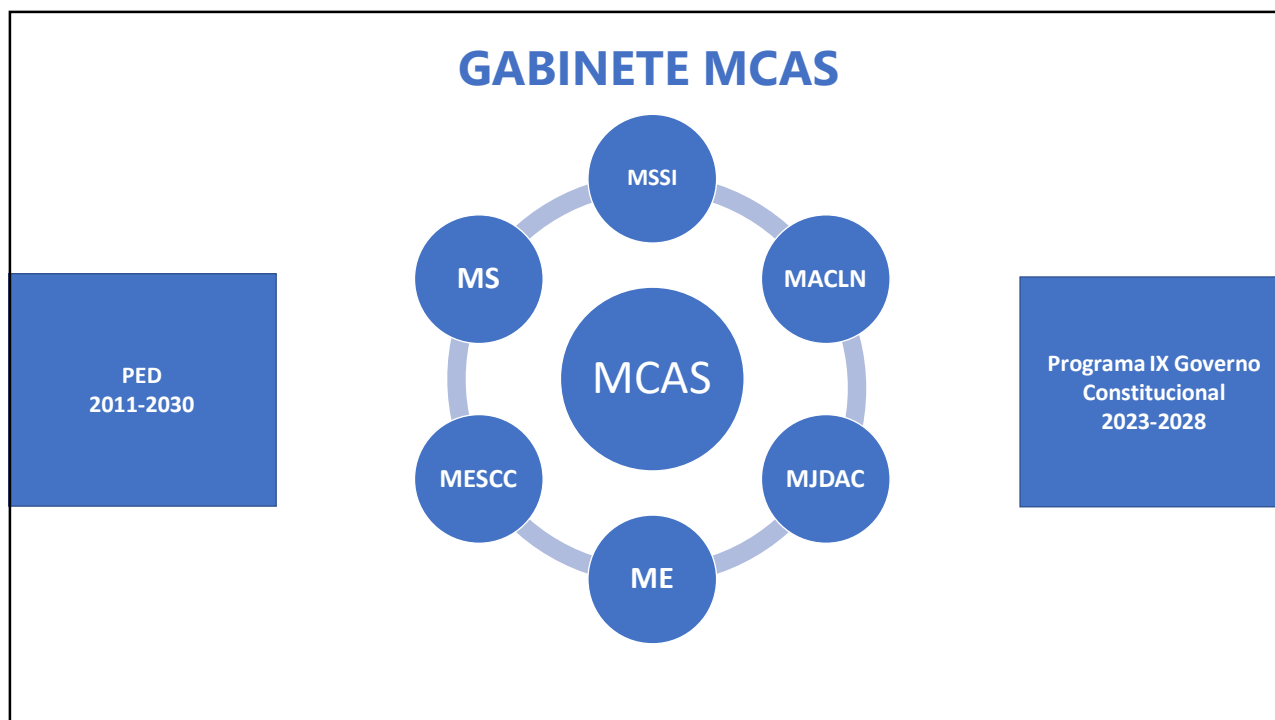 GABINETE MCAS
MSSI
MS
MACLN
PED
2011-2030
MCAS
Programa IX Governo
Constitucional
2023-2028
MESCC
MJDAC
ME